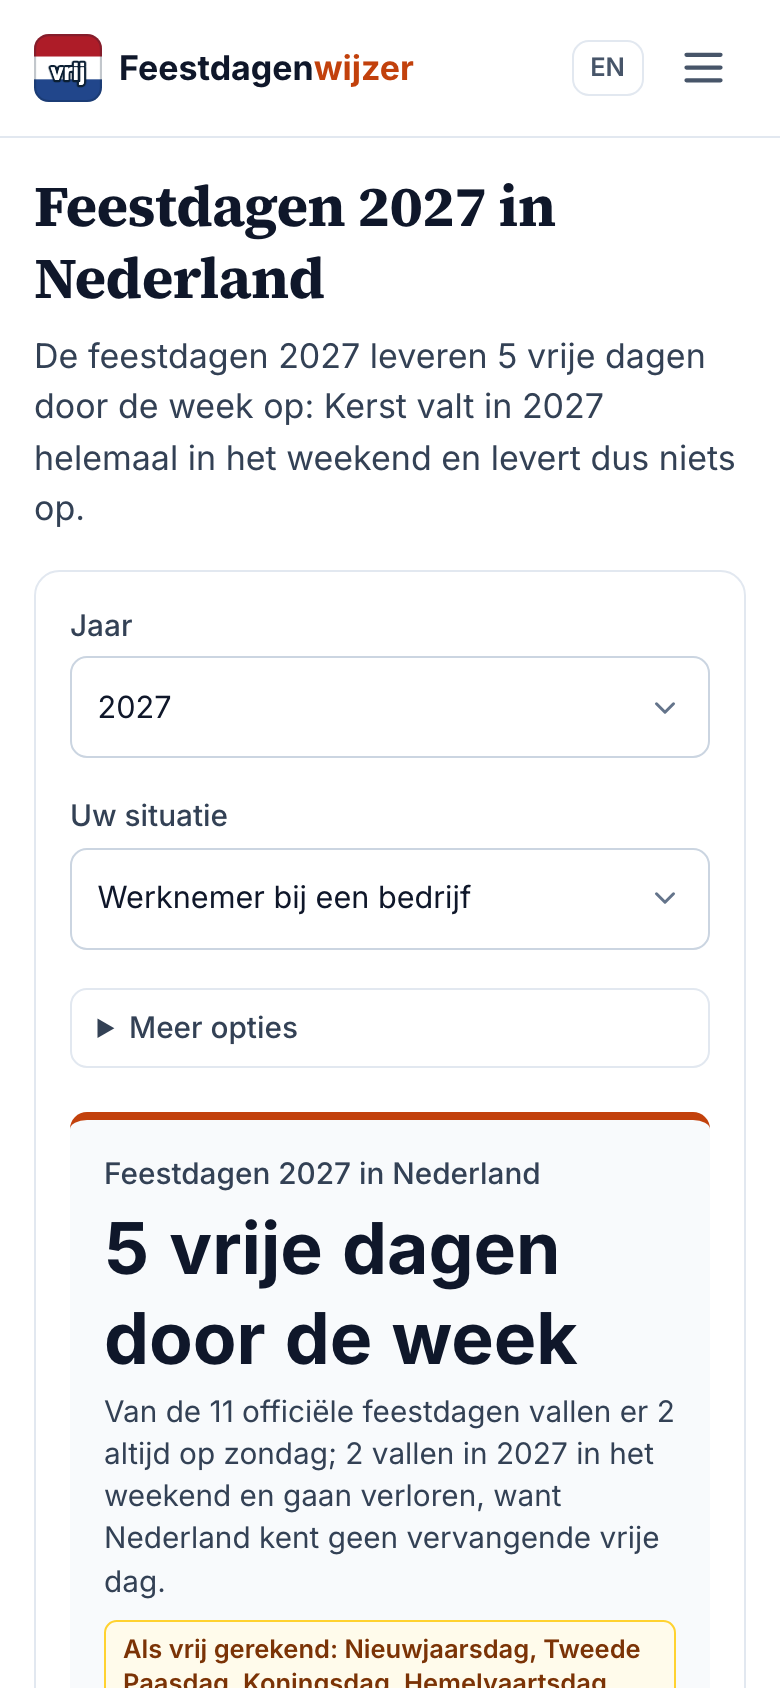 vrij
Feestdagenwijzer
EN
Feestdagen 2027 in
Nederland
De feestdagen 2027 leveren 5 vrije dagen
door de week op: Kerst valt in 2027
helemaal in het weekend en levert dus niets
op.
Jaar
2027
Uw situatie
Werknemer bij een bedrijf
Meer opties
Feestdagen 2027 in Nederland
5 vrije dagen
door de week
Van de 11 officiële feestdagen vallen er 2
altijd op zondag; 2 vallen in 2027 in het
weekend en gaan verloren, want
Nederland kent geen vervangende vrije
dag.
Als vrij gerekend: Nieuwjaarsdag, Tweede
Paasdag, Koningsdag, Hemelvaartsdag